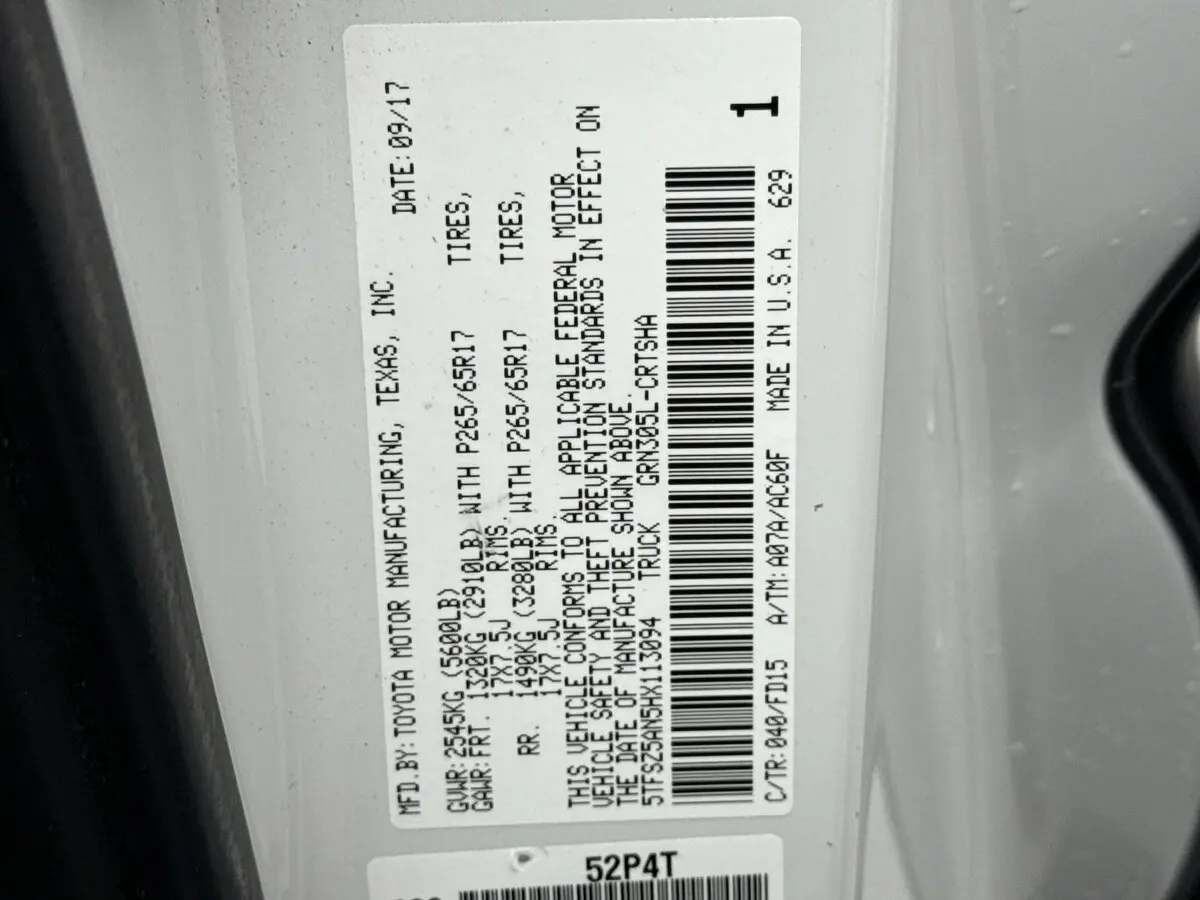 MFD.BY:TOYOTA MOTOR MANUFACTURING, TEXAS, INC. DATE:09/17
GVWR:2545KG (5600LB)
GAWR:FRT. 1320KG (2910LB) WITH P265/65R17 TIRES,
17X7.5J RIMS.
RR. 1490KG (3280LB) WITH P265/65R17 TIRES,
17X7.5J RIMS.
THIS VEHICLE CONFORMS TO ALL APPLICABLE FEDERAL MOTOR
VEHICLE SAFETY AND THEFT PREVENTION STANDARDS IN EFFECT ON
THE DATE OF MANUFACTURE SHOWN ABOVE.
5TFSZ5AN5HX113094 TRUCK GRN305L-CRTSHA
1
C/TR:040/FD15 A/TM:A07A/AC60F MADE IN U.S.A. 629
52P4T